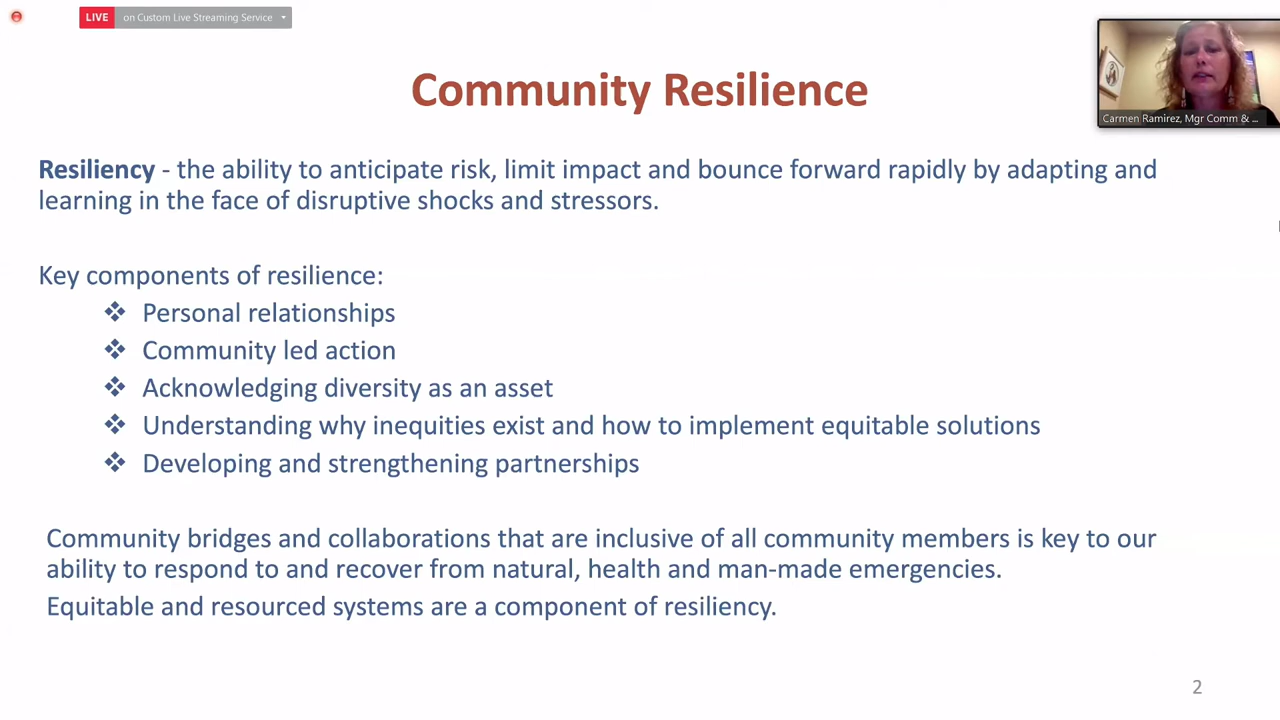 LIVE on Custom Live Streaming Service
Community Resilience
Carmen Ramirez, Mgr Comm & ...
Resiliency - the ability to anticipate risk, limit impact and bounce forward rapidly by adapting and
learning in the face of disruptive shocks and stressors.
Key components of resilience:
❖ Personal relationships
❖ Community led action
❖ Acknowledging diversity as an asset
❖ Understanding why inequities exist and how to implement equitable solutions
❖ Developing and strengthening partnerships
Community bridges and collaborations that are inclusive of all community members is key to our
ability to respond to and recover from natural, health and man-made emergencies.
Equitable and resourced systems are a component of resiliency.
2